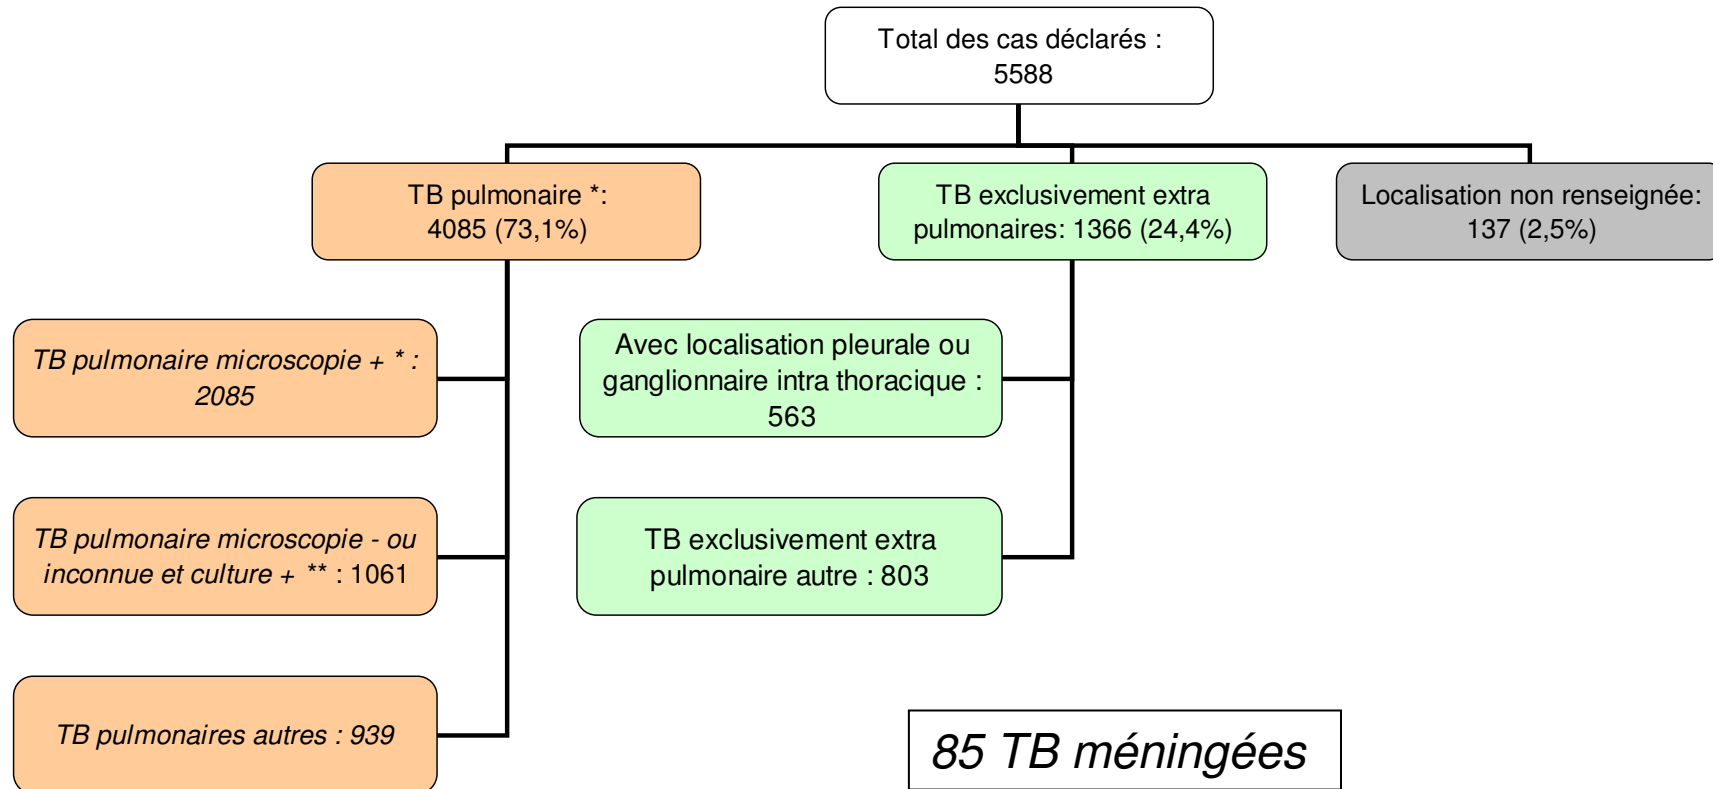 Total des cas déclarés :
5588
TB pulmonaire *:
4085 (73,1%)
TB exclusivement extra
pulmonaires: 1366 (24,4%)
Localisation non renseignée:
137 (2,5%)
TB pulmonaire microscopie + * :
2085
Avec localisation pleurale ou
ganglionnaire intra thoracique :
563
TB pulmonaire microscopie - ou
inconnue et culture + ** : 1061
TB exclusivement extra
pulmonaire autre : 803
TB pulmonaires autres : 939
85 TB méningées